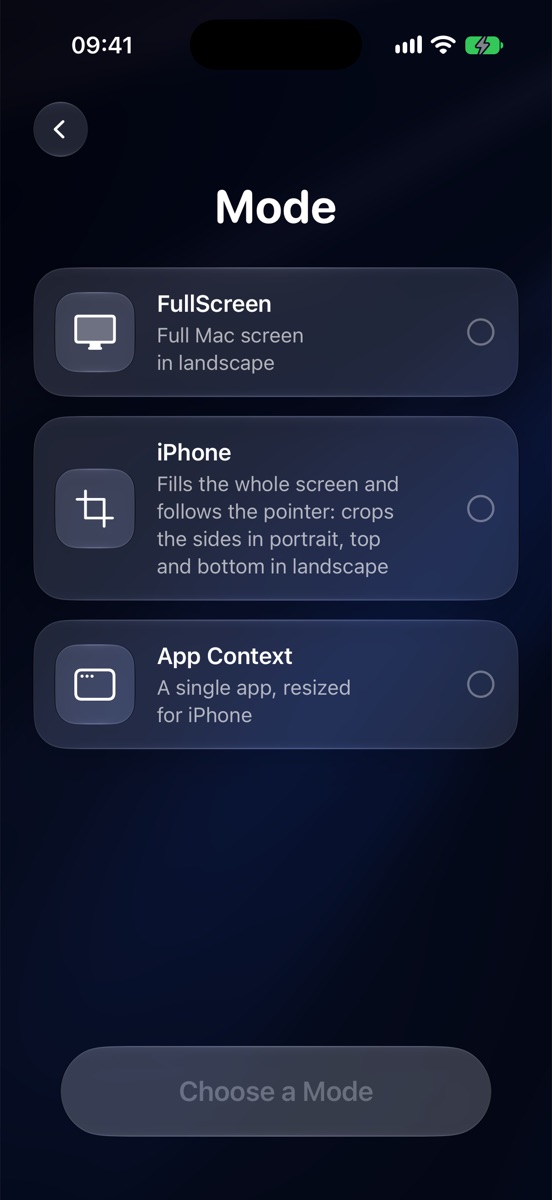 09:41
Mode
FullScreen
Full Mac screen
in landscape
iPhone
Fills the whole screen and
follows the pointer: crops
the sides in portrait, top
and bottom in landscape
App Context
A single app, resized
for iPhone
Choose a Mode